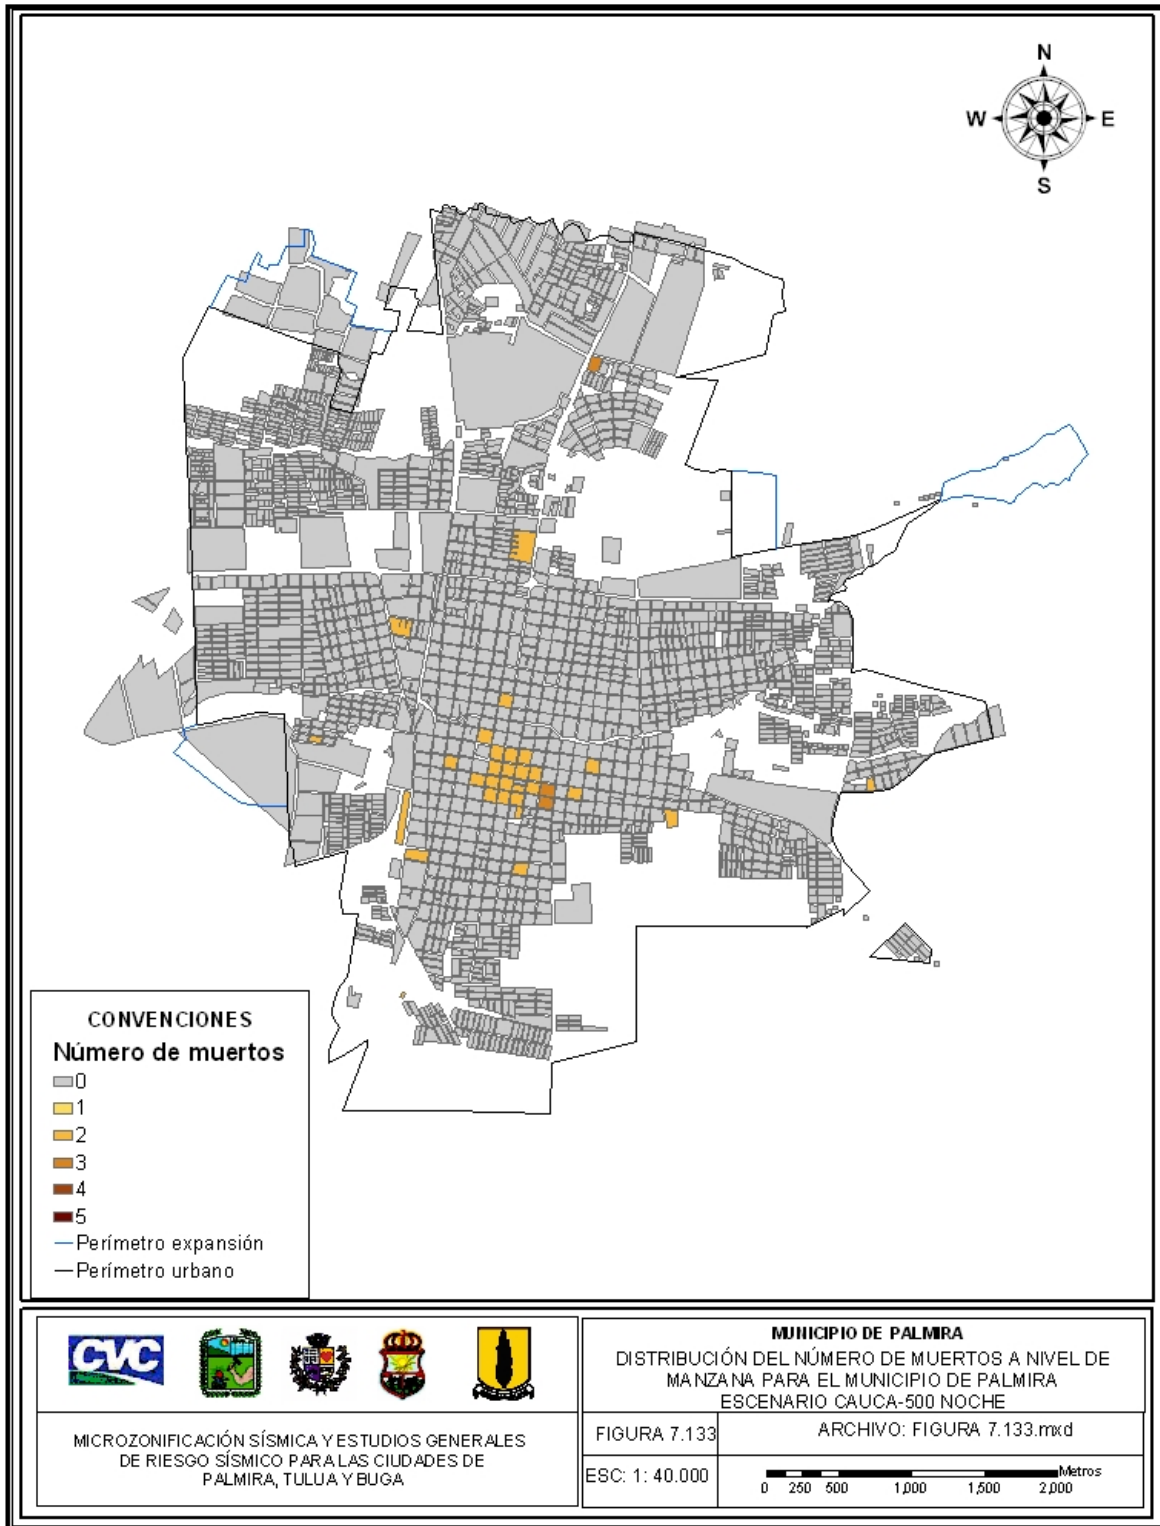 N
W E
S
CONVENCIONES
Número de muertos
0
1
2
3
4
5
Perímetro expansión
Perímetro urbano
CVC
MICROZONIFICACIÓN SÍSMICA Y ESTUDIOS GENERALES
DE RIESGO SÍSMICO PARA LAS CIUDADES DE
PALMIRA, TULUA Y BUGA
MUNICIPIO DE PALMIRA
DISTRIBUCIÓN DEL NÚMERO DE MUERTOS A NIVEL DE
MANZANA PARA EL MUNICIPIO DE PALMIRA
ESCENARIO CAUCA-500 NOCHE
FIGURA 7.133
ARCHIVO: FIGURA 7.133.mxd
ESC: 1: 40.000
Metros
0 250 500 1,000 1,500 2,000